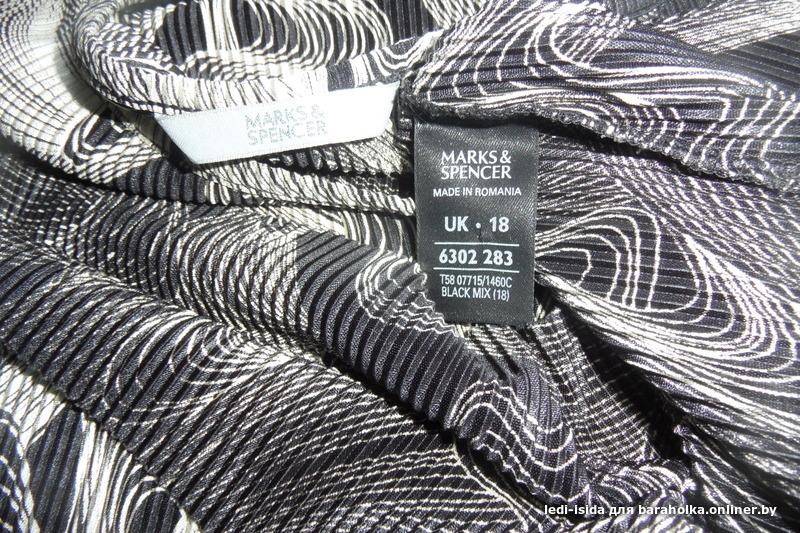 MARKS &
SPENCER
MARKS &
SPENCER
MADE IN ROMANIA
UK • 18
6302 283
T58 07715/1460C
BLACK MIX (18)
ledi-isida для baraholka.onliner.by